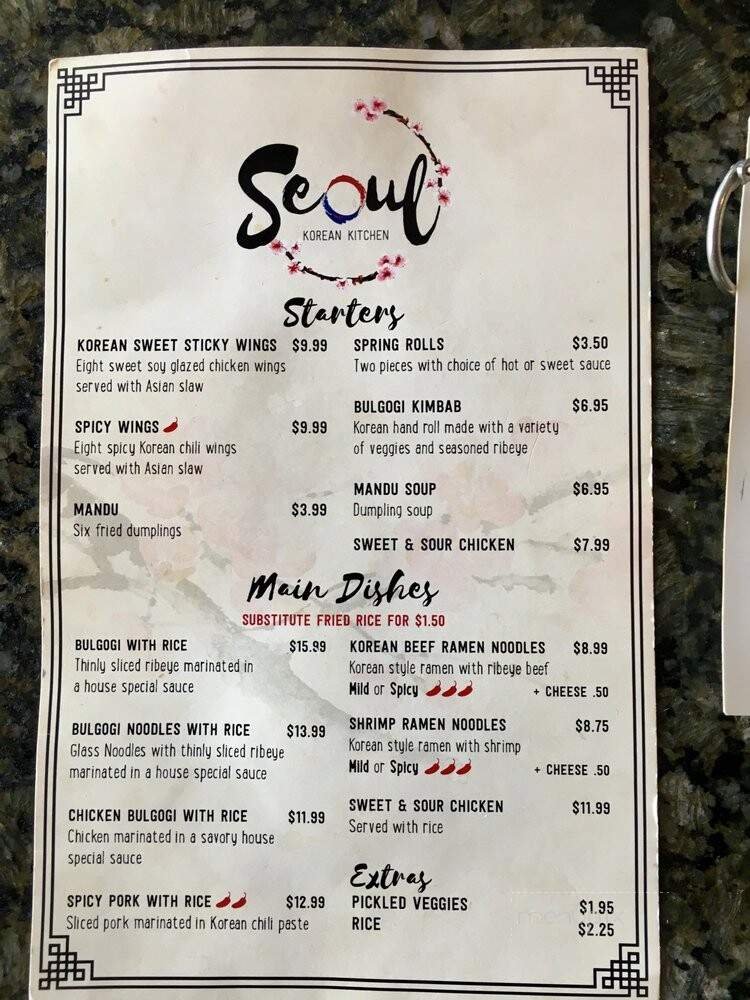 Seoul
KOREAN KITCHEN
Starters
KOREAN SWEET STICKY WINGS $9.99
Eight sweet soy glazed chicken wings
served with Asian slaw
SPICY WINGS $9.99
Eight spicy Korean chili wings
served with Asian slaw
MANDU $3.99
Six fried dumplings
SPRING ROLLS $3.50
Two pieces with choice of hot or sweet sauce
BULGOGI KIMBAB $6.95
Korean hand roll made with a variety
of veggies and seasoned ribeye
MANDU SOUP $6.95
Dumpling soup
SWEET & SOUR CHICKEN $7.99
Main Dishes
SUBSTITUTE FRIED RICE FOR $1.50
BULGOGI WITH RICE $15.99
Thinly sliced ribeye marinated in
a house special sauce
BULGOGI NOODLES WITH RICE $13.99
Glass Noodles with thinly sliced ribeye
marinated in a house special sauce
CHICKEN BULGOGI WITH RICE $11.99
Chicken marinated in a savory house
special sauce
SPICY PORK WITH RICE $12.99
Sliced pork marinated in Korean chili paste
KOREAN BEEF RAMEN NOODLES $8.99
Korean style ramen with ribeye beef
Mild or Spicy + CHEESE .50
SHRIMP RAMEN NOODLES $8.75
Korean style ramen with shrimp
Mild or Spicy + CHEESE .50
SWEET & SOUR CHICKEN $11.99
Served with rice
Extras
PICKLED VEGGIES $1.95
RICE $2.25